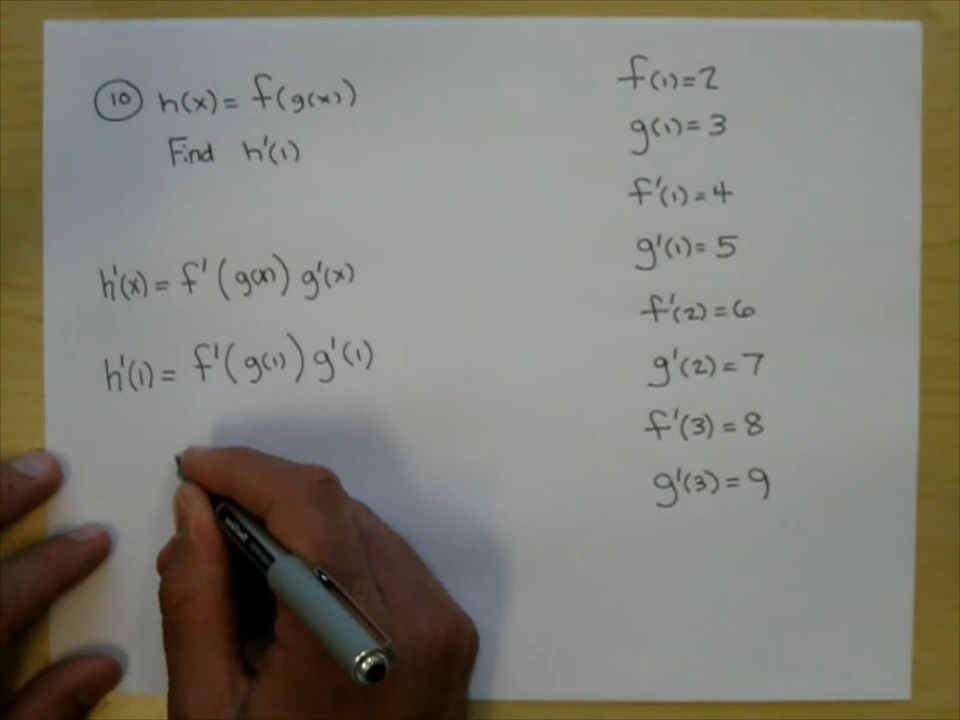 10 h(x) = f(g(x))
Find h'(1)
h'(x) = f'(g(x)) g'(x)
h'(1) = f'(g(1)) g'(1)
f(1) = 2
g(1) = 3
f'(1) = 4
g'(1) = 5
f'(2) = 6
g'(2) = 7
f'(3) = 8
g'(3) = 9